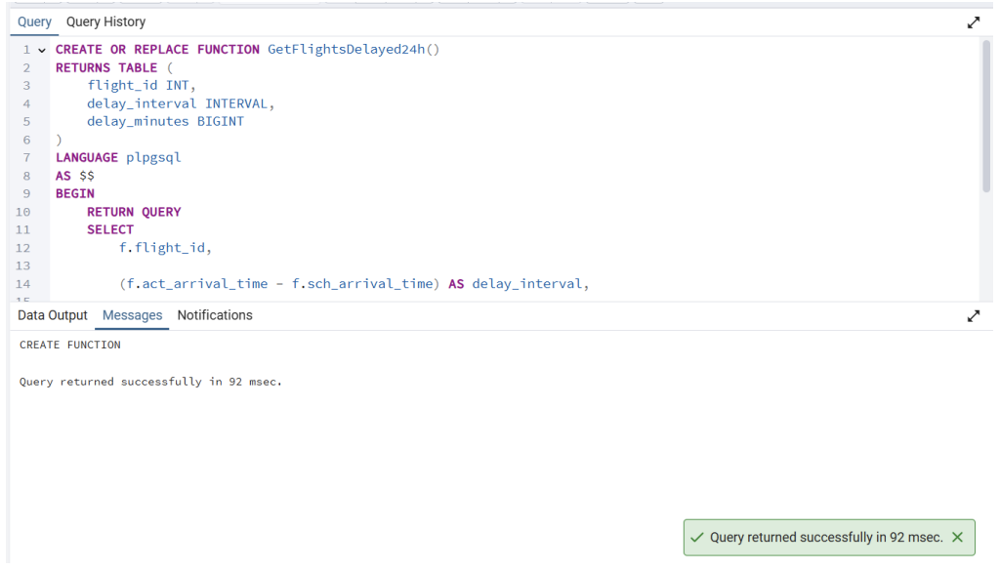 Query Query History
1 CREATE OR REPLACE FUNCTION GetFlightsDelayed24h()
2 RETURNS TABLE (
3     flight_id INT,
4     delay_interval INTERVAL,
5     delay_minutes BIGINT
6 )
7 LANGUAGE plpgsql
8 AS $$
9 BEGIN
10     RETURN QUERY
11     SELECT
12         f.flight_id,
13
14         (f.act_arrival_time - f.sch_arrival_time) AS delay_interval,
15
Data Output Messages Notifications
CREATE FUNCTION
Query returned successfully in 92 msec.
Query returned successfully in 92 msec.